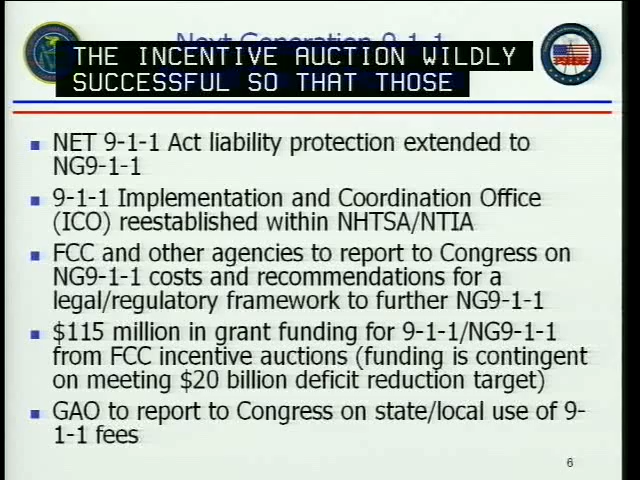 Next Generation 9-1-1
THE INCENTIVE AUCTION WILDLY
SUCCESSFUL SO THAT THOSE
NET 9-1-1 Act liability protection extended to
NG9-1-1
9-1-1 Implementation and Coordination Office
(ICO) reestablished within NHTSA/NTIA
FCC and other agencies to report to Congress on
NG9-1-1 costs and recommendations for a
legal/regulatory framework to further NG9-1-1
$115 million in grant funding for 9-1-1/NG9-1-1
from FCC incentive auctions (funding is contingent
on meeting $20 billion deficit reduction target)
GAO to report to Congress on state/local use of 9-
1-1 fees
6